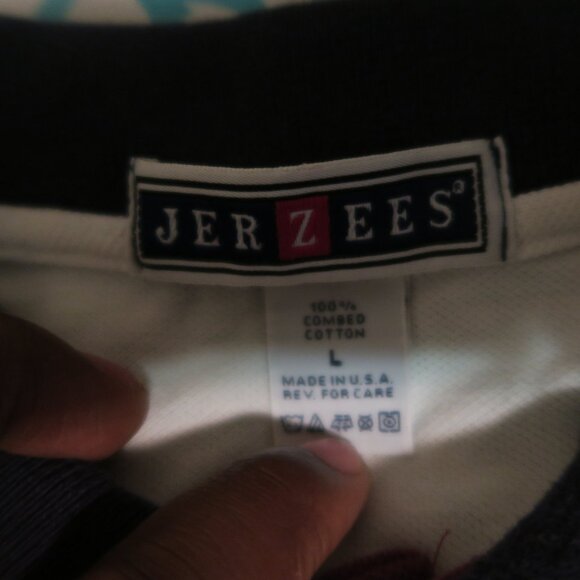 JERZEES®
100%
COMBED
COTTON
L
MADE IN U.S.A.
REV. FOR CARE